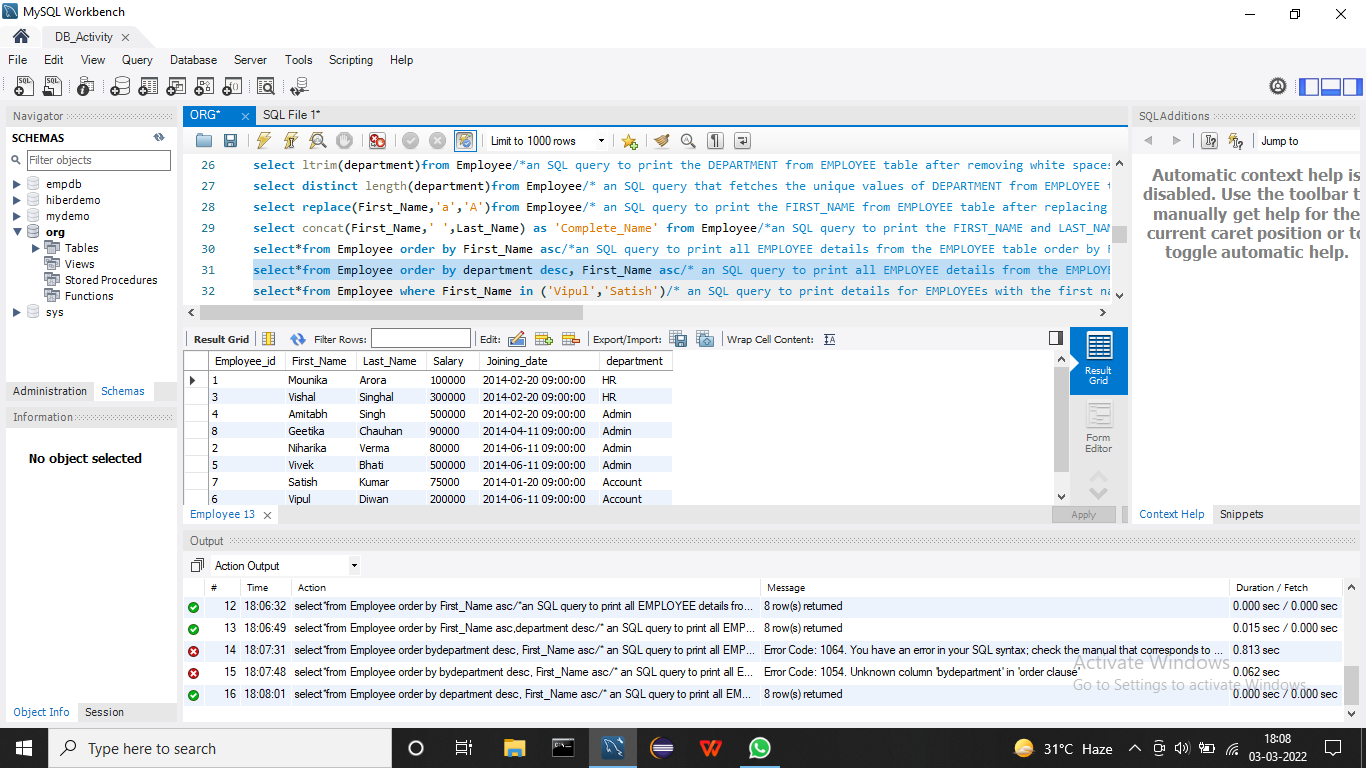 MySQL Workbench
DB_Activity
File Edit View Query Database Server Tools Scripting Help
Navigator
SCHEMAS
Filter objects
empdb
hiberdemo
mydemo
org
Tables
Views
Stored Procedures
Functions
sys
Administration Schemas
Information
No object selected
Object Info Session
ORG* SQL File 1*
Limit to 1000 rows
26 select ltrim(department)from Employee/*an SQL query to print the DEPARTMENT from EMPLOYEE table after removing white spaces
27 select distinct length(department)from Employee/* an SQL query that fetches the unique values of DEPARTMENT from EMPLOYEE
28 select replace(First_Name,'a','A')from Employee/* an SQL query to print the FIRST_NAME from EMPLOYEE table after replacing
29 select concat(First_Name,' ',Last_Name) as 'Complete_Name' from Employee/*an SQL query to print the FIRST_NAME and LAST_NAM
30 select*from Employee order by First_Name asc/*an SQL query to print all EMPLOYEE details from the EMPLOYEE table order by
31 select*from Employee order by department desc, First_Name asc/* an SQL query to print all EMPLOYEE details from the EMPLOYE
32 select*from Employee where First_Name in ('Vipul','Satish')/* an SQL query to print details for EMPLOYEEs with the first na
Result Grid Filter Rows: Edit: Export/Import: Wrap Cell Content:
Employee_id First_Name Last_Name Salary Joining_date department
1 Mounika Arora 100000 2014-02-20 09:00:00 HR
3 Vishal Singhal 300000 2014-02-20 09:00:00 HR
4 Amitabh Singh 500000 2014-02-20 09:00:00 Admin
8 Geetika Chauhan 90000 2014-04-11 09:00:00 Admin
2 Niharika Verma 80000 2014-06-11 09:00:00 Admin
5 Vivek Bhati 500000 2014-06-11 09:00:00 Admin
7 Satish Kumar 75000 2014-01-20 09:00:00 Account
6 Vipul Diwan 200000 2014-06-11 09:00:00 Account
Result
Grid
Form
Editor
Employee 13
Apply
SQLAdditions
Jump to
Automatic context help is
disabled. Use the toolbar t
manually get help for the
current caret position or to
toggle automatic help.
Context Help Snippets
Output
Action Output
# Time Action Message Duration / Fetch
12 18:06:32 select*from Employee order by First_Name asc/*an SQL query to print all EMPLOYEE details fro... 8 row(s) returned 0.000 sec / 0.000 sec
13 18:06:49 select*from Employee order by First_Name asc,department desc/* an SQL query to print all EMP... 8 row(s) returned 0.015 sec / 0.000 sec
14 18:07:31 select*from Employee order bydepartment desc, First_Name asc/* an SQL query to print all EMP... Error Code: 1064. You have an error in your SQL syntax; check the manual that corresponds to ... 0.813 sec
15 18:07:48 select*from Employee order by bydepartment desc, First_Name asc/* an SQL query to print all E... Error Code: 1054. Unknown column 'bydepartment' in 'order clause' 0.062 sec
16 18:08:01 select*from Employee order by department desc, First_Name asc/* an SQL query to print all EM... 8 row(s) returned 0.000 sec / 0.000 sec
Activate Windows
Go to Settings to activate Windows.
Type here to search
31°C Haze
18:08
03-03-2022